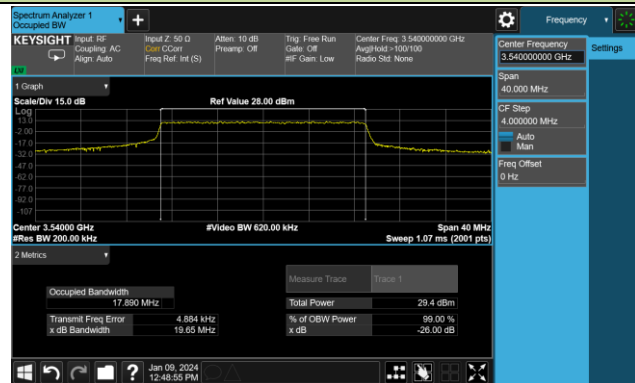 Spectrum Analyzer 1
Occupied BW
Frequency
KEYSIGHT
Input: RF
Coupling: AC
Align: Auto
Input Z: 50 Ω
Corr CCorr
Freq Ref: Int (S)
Atten: 10 dB
Preamp: Off
Trig: Free Run
Gate: Off
#IF Gain: Low
Center Freq: 3.540000000 GHz
Avg|Hold:>100/100
Radio Std: None
1 Graph
Scale/Div 15.0 dB
Ref Value 28.00 dBm
Log
13.0
-2.00
-17.0
-32.0
-47.0
-62.0
-77.0
-92.0
-107
Center 3.54000 GHz
#Video BW 620.00 kHz
Span 40 MHz
#Res BW 200.00 kHz
Sweep 1.07 ms (2001 pts)
2 Metrics
Measure Trace
Trace 1
Occupied Bandwidth
17.890 MHz
Total Power
29.4 dBm
Transmit Freq Error
4.884 kHz
% of OBW Power
99.00 %
x dB Bandwidth
19.65 MHz
x dB
-26.00 dB
Jan 09, 2024
12:48:55 PM
Center Frequency
3.540000000 GHz
Settings
Span
40.000 MHz
CF Step
4.000000 MHz
Auto
Man
Freq Offset
0 Hz